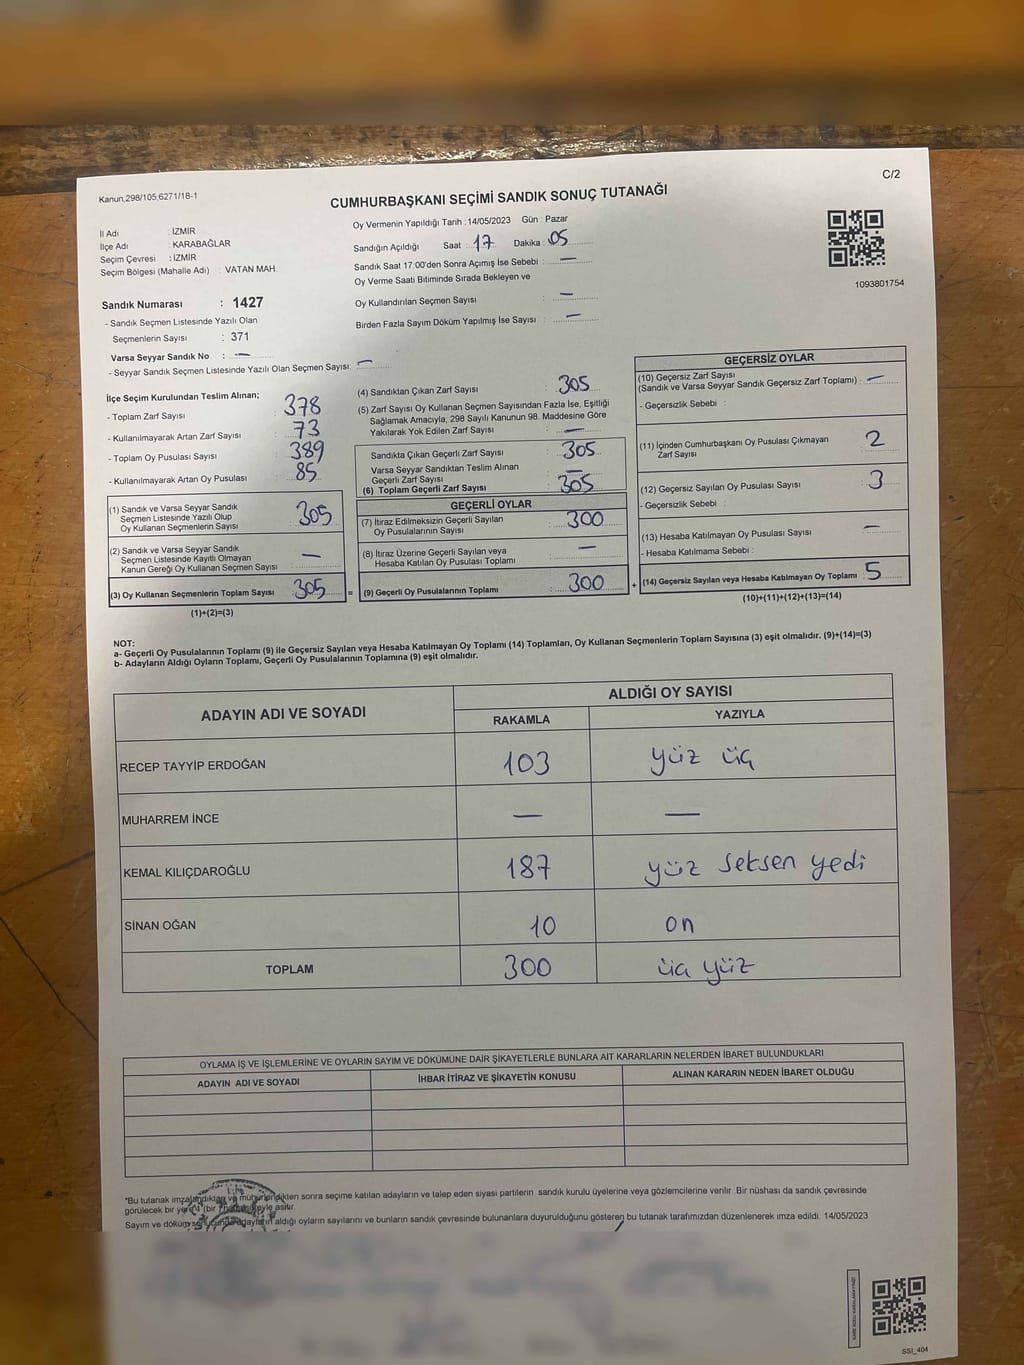 Kanun,298/105,6271/18-1
C/2
CUMHURBAŞKANI SEÇİMİ SANDIK SONUÇ TUTANAĞI
İl Adı : İZMİR
İlçe Adı : KARABAĞLAR
Seçim Çevresi : İZMİR
Seçim Bölgesi (Mahalle Adı) : VATAN MAH.
Oy Vermenin Yapıldığı Tarih : 14/05/2023 Gün : Pazar
Sandığın Açıldığı Saat : 17 Dakika : 05
Sandık Saat 17:00'den Sonra Açımış İse Sebebi : —
Oy Verme Saati Bitiminde Sırada Bekleyen ve
Oy Kullandırılan Seçmen Sayısı : —
Birden Fazla Sayım Döküm Yapılmış İse Sayısı : —
1093801754
Sandık Numarası : 1427
- Sandık Seçmen Listesinde Yazılı Olan
Seçmenlerin Sayısı : 371
Varsa Seyyar Sandık No : —
- Seyyar Sandık Seçmen Listesinde Yazılı Olan Seçmen Sayısı: —
İlçe Seçim Kurulundan Teslim Alınan;
- Toplam Zarf Sayısı : 378
- Kullanılmayarak Artan Zarf Sayısı : 73
- Toplam Oy Pusulası Sayısı : 389
- Kullanılmayarak Artan Oy Pusulası : 85
(1) Sandık ve Varsa Seyyar Sandık
Seçmen Listesinde Yazılı Olup
Oy Kullanan Seçmenlerin Sayısı : 305
(2) Sandık ve Varsa Seyyar Sandık
Seçmen Listesinde Kayıtlı Olmayan
Kanun Gereği Oy Kullanan Seçmen Sayısı : —
(3) Oy Kullanan Seçmenlerin Toplam Sayısı : 305 =
(1)+(2)=(3)
(4) Sandıktan Çıkan Zarf Sayısı : 305
(5) Zarf Sayısı Oy Kullanan Seçmen Sayısından Fazla İse, Eşitliği
Sağlamak Amacıyla, 298 Sayılı Kanunun 98. Maddesine Göre
Yakılarak Yok Edilen Zarf Sayısı : —
Sandıkta Çıkan Geçerli Zarf Sayısı : 305
Varsa Seyyar Sandıktan Teslim Alınan
Geçerli Zarf Sayısı : —
(6) Toplam Geçerli Zarf Sayısı : 305
GEÇERLİ OYLAR
(7) İtiraz Edilmeksizin Geçerli Sayılan
Oy Pusulalarının Sayısı : 300
(8) İtiraz Üzerine Geçerli Sayılan veya
Hesaba Katılan Oy Pusulası Toplamı : —
(9) Geçerli Oy Pusulalarının Toplamı : 300 +
GEÇERSİZ OYLAR
(10) Geçersiz Zarf Sayısı
(Sandık ve Varsa Seyyar Sandık Geçersiz Zarf Toplamı) : —
- Geçersizlik Sebebi :
(11) İçinden Cumhurbaşkanı Oy Pusulası Çıkmayan
Zarf Sayısı : 2
(12) Geçersiz Sayılan Oy Pusulası Sayısı : 3
- Geçersizlik Sebebi :
(13) Hesaba Katılmayan Oy Pusulası Sayısı : —
- Hesaba Katılmama Sebebi :
(14) Geçersiz Sayılan veya Hesaba Katılmayan Oy Toplamı : 5
(10)+(11)+(12)+(13)=(14)
NOT:
a- Geçerli Oy Pusulalarının Toplamı (9) ile Geçersiz Sayılan veya Hesaba Katılmayan Oy Toplamı (14) Toplamları, Oy Kullanan Seçmenlerin Toplam Sayısına (3) eşit olmalıdır. (9)+(14)=(3)
b- Adayların Aldığı Oyların Toplamı, Geçerli Oy Pusulalarının Toplamına (9) eşit olmalıdır.
ADAYIN ADI VE SOYADI
ALDIĞI OY SAYISI
RAKAMLA YAZIYLA
RECEP TAYYİP ERDOĞAN 103 yüz üç
MUHARREM İNCE — —
KEMAL KILIÇDAROĞLU 187 yüz seksen yedi
SİNAN OĞAN 10 on
TOPLAM 300 üç yüz
OYLAMA İŞ VE İŞLEMLERİNE VE OYLARIN SAYIM VE DÖKÜMÜNE DAİR ŞİKAYETLERLE BUNLARA AİT KARARLARIN NELERDEN İBARET BULUNDUKLARI
ADAYIN ADI VE SOYADI İHBAR İTİRAZ VE ŞİKAYETİN KONUSU ALINAN KARARIN NEDEN İBARET OLDUĞU
*Bu tutanak imzalandıktan ve mühürlendikten sonra seçime katılan adayların ve talep eden siyasi partilerin sandık kurulu üyelerine veya gözlemcilerine verilir. Bir nüshası da sandık çevresinde
görülecek bir yere (bir hafta) süreyle asılır.
Sayım ve döküm adayların aldığı oyların sayılarını ve bunların sandık çevresinde bulunanlara duyurulduğunu gösteren bu tutanak tarafımızdan düzenlenerek imza edildi. 14/05/2023
SSI_404